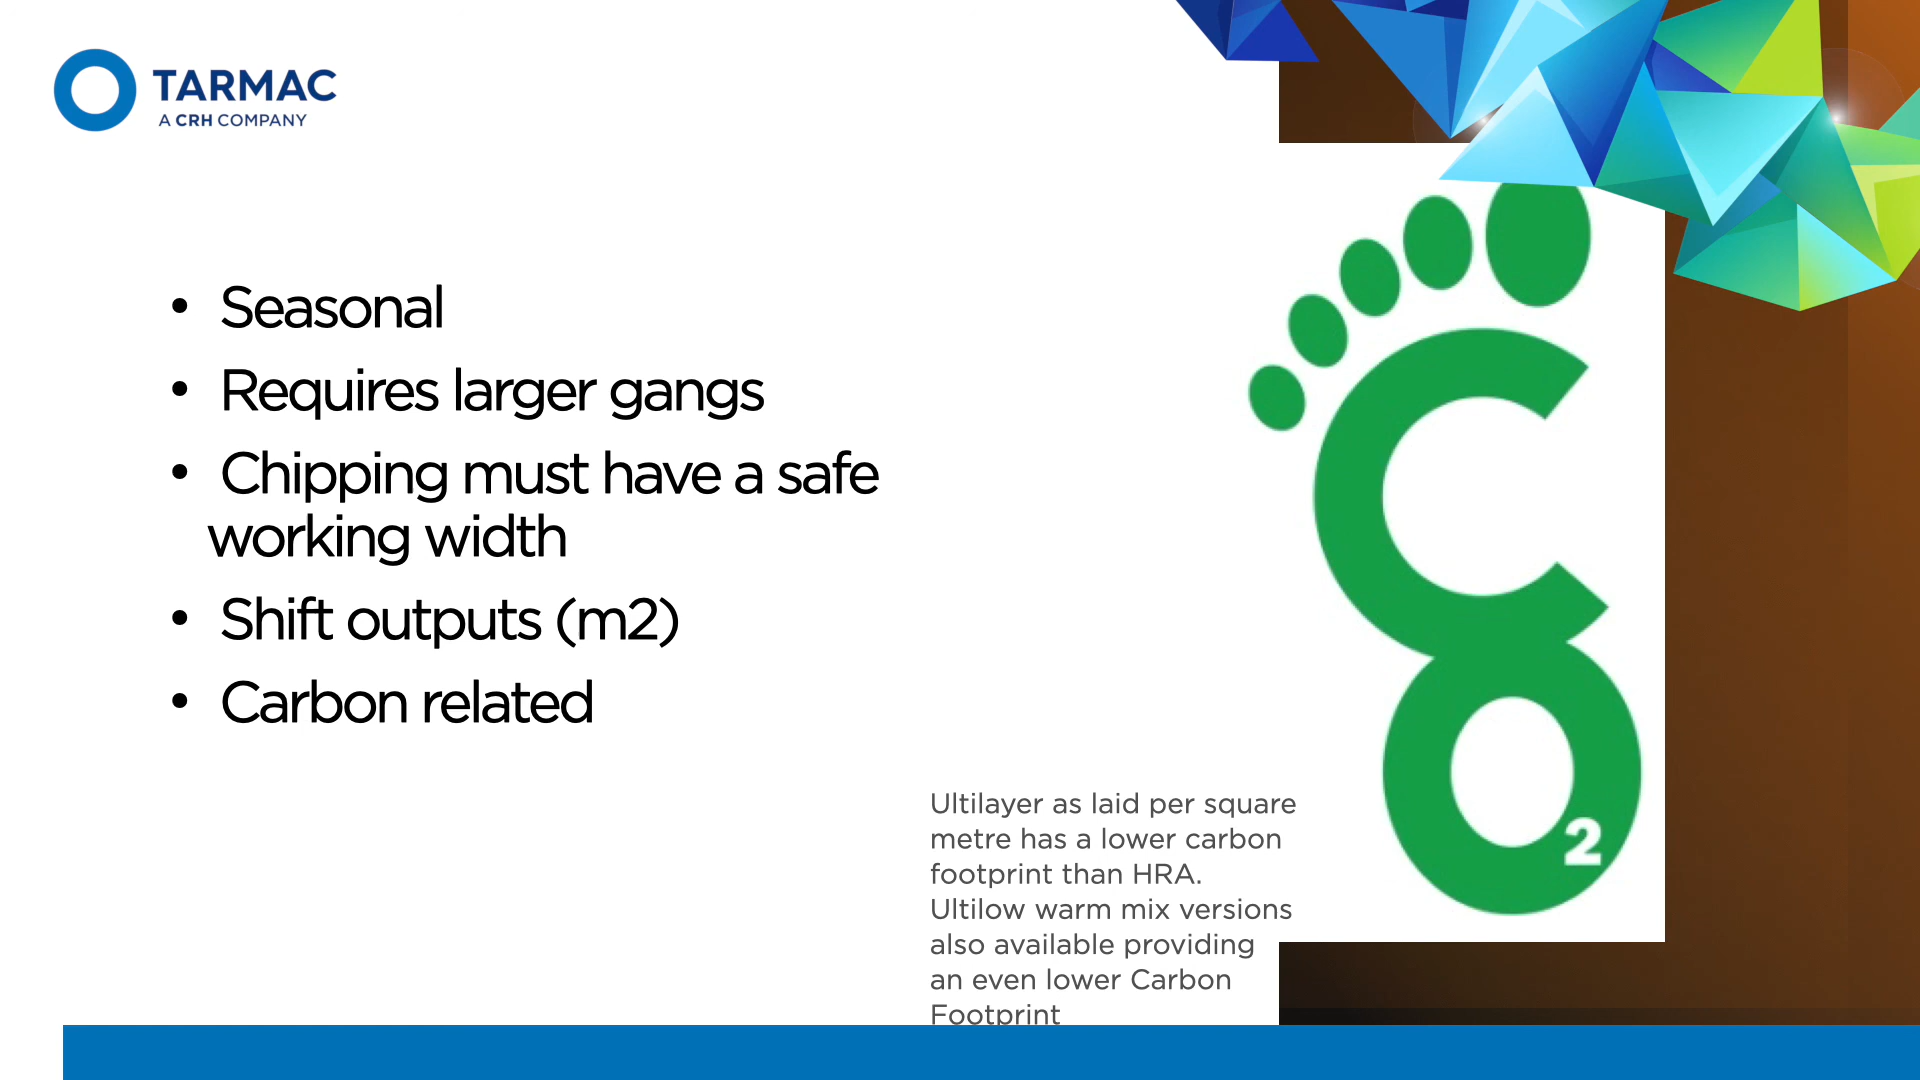 TARMAC
A CRH COMPANY
• Seasonal
• Requires larger gangs
• Chipping must have a safe
working width
• Shift outputs (m2)
• Carbon related
CO2
Ultilayer as laid per square
metre has a lower carbon
footprint than HRA.
Ultilow warm mix versions
also available providing
an even lower Carbon
Footprint